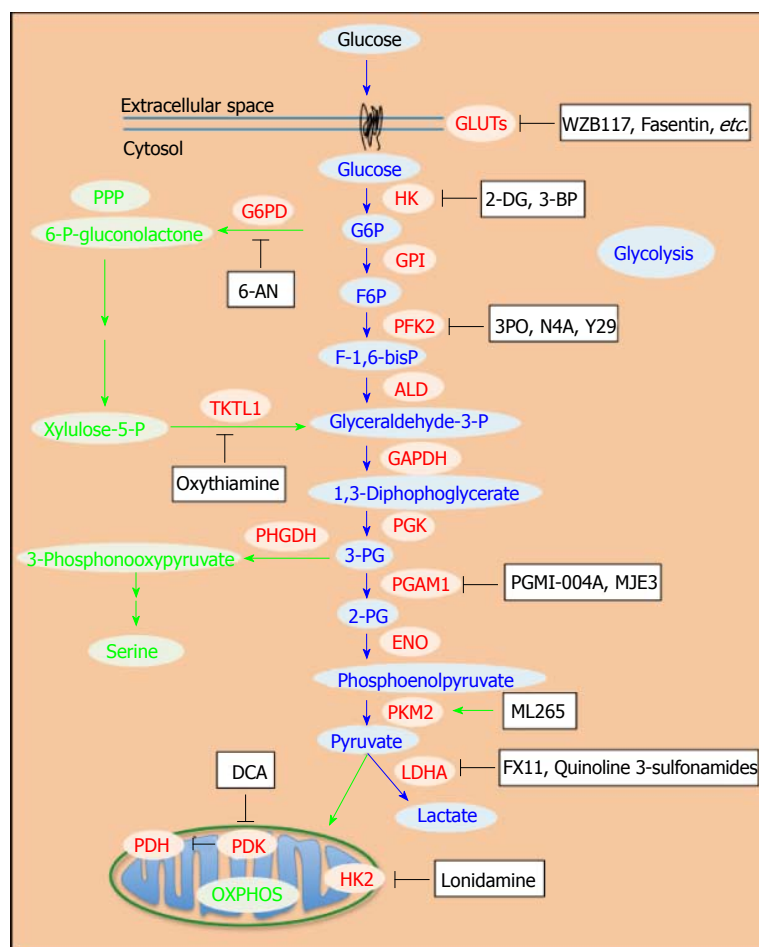 Glucose
Extracellular space
GLUTs
WZB117, Fasentin, etc.
Cytosol
Glucose
PPP
HK
2-DG, 3-BP
G6PD
6-P-gluconolactone
G6P
Glycolysis
GPI
6-AN
F6P
PFK2
3PO, N4A, Y29
F-1,6-bisP
ALD
TKTL1
Xylulose-5-P
Glyceraldehyde-3-P
GAPDH
Oxythiamine
1,3-Diphophoglycerate
PGK
PHGDH
3-Phosphonooxypyruvate
3-PG
PGAM1
PGMI-004A, MJE3
2-PG
ENO
Serine
Phosphoenolpyruvate
PKM2
ML265
Pyruvate
DCA
LDHA
FX11, Quinoline 3-sulfonamides
Lactate
PDH
PDK
HK2
Lonidamine
OXPHOS